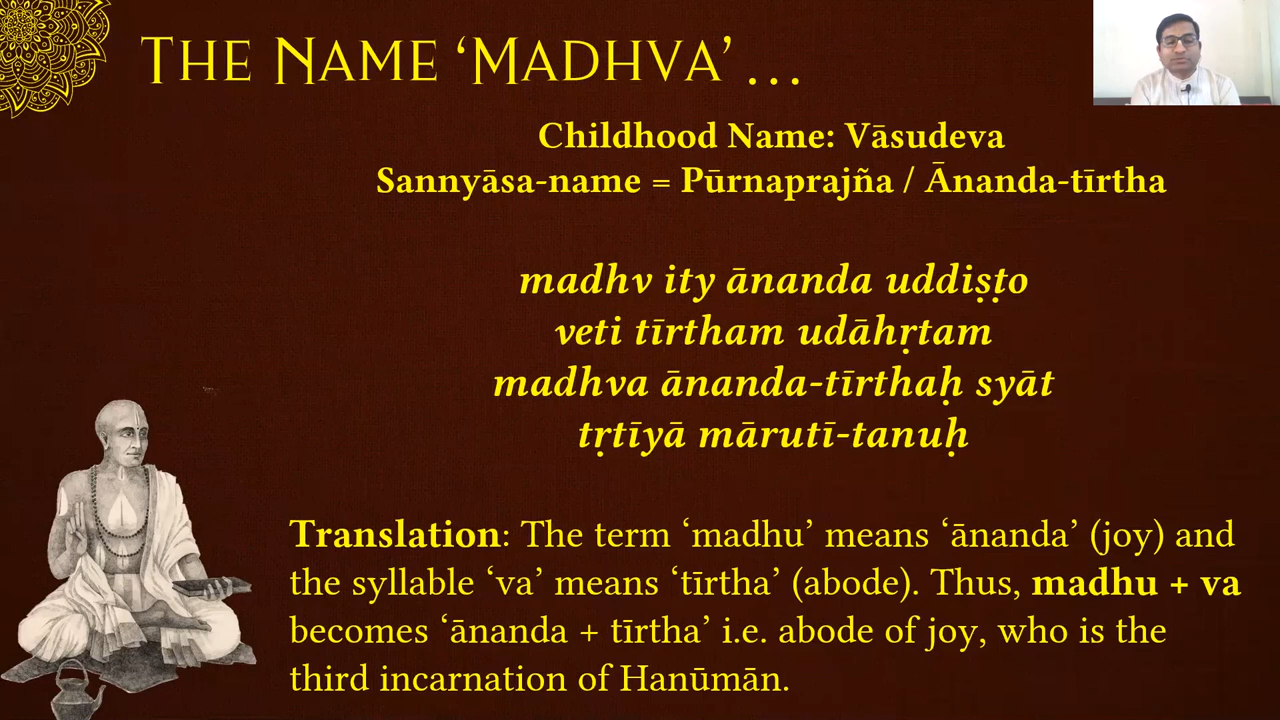 The Name ‘Madhva’ ...
Childhood Name: Vāsudeva
Sannyāsa-name = Pūrnaprajña / Ānanda-tīrtha
madhv ity ānanda uddiṣṭo
veti tīrtham udāhṛtam
madhva ānanda-tīrthaḥ syāt
tṛtīyā mārutī-tanuḥ
Translation: The term ‘madhu’ means ‘ānanda’ (joy) and
the syllable ‘va’ means ‘tīrtha’ (abode). Thus, madhu + va
becomes ‘ānanda + tīrtha’ i.e. abode of joy, who is the
third incarnation of Hanūmān.